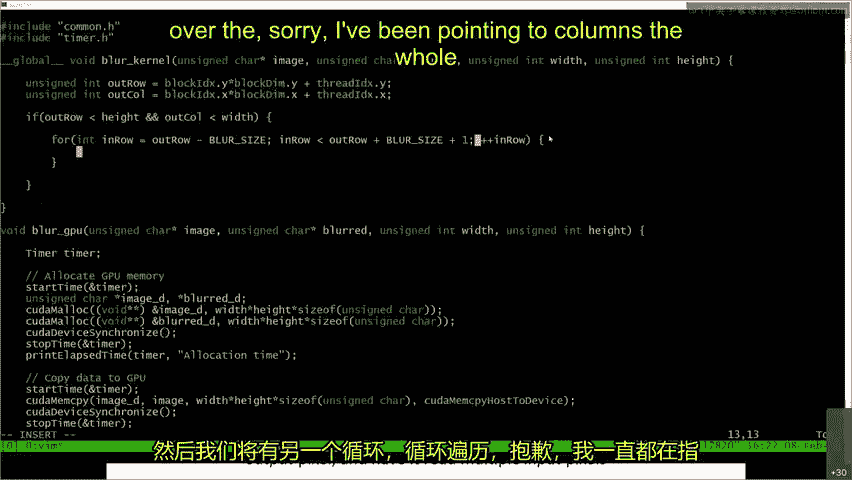 #include "common.h"
#include "timer.h"
over the, sorry, I've been pointing to columns the
whole
__global__ void blur_kernel(unsigned char* image, unsigned char* unsigned int width, unsigned int height) {
unsigned int outRow = blockIdx.y*blockDim.y + threadIdx.y;
unsigned int outCol = blockIdx.x*blockDim.x + threadIdx.x;
if(outRow < height && outCol < width) {
for(int inRow = outRow - BLUR_SIZE; inRow < outRow + BLUR_SIZE + 1; ++inRow) {
}
}
}
void blur_gpu(unsigned char* image, unsigned char* blurred, unsigned int width, unsigned int height) {
Timer timer;
// Allocate GPU memory
startTime(&timer);
unsigned char *image_d, *blurred_d;
cudaMalloc((void**) &image_d, width*height*sizeof(unsigned char));
cudaMalloc((void**) &blurred_d, width*height*sizeof(unsigned char));
cudaDeviceSynchronize();
stopTime(&timer);
printElapsedTime(timer, "Allocation time");
// Copy data to GPU
startTime(&timer);
cudaMemcpy(image_d, image, width*height*sizeof(unsigned char), cudaMemcpyHostToDevice);
cudaDeviceSynchronize();
stopTime(&timer);
-- INSERT -- 13,13
然后我们将有另一个循环，循环遍历，抱歉，我一直都在指
+30